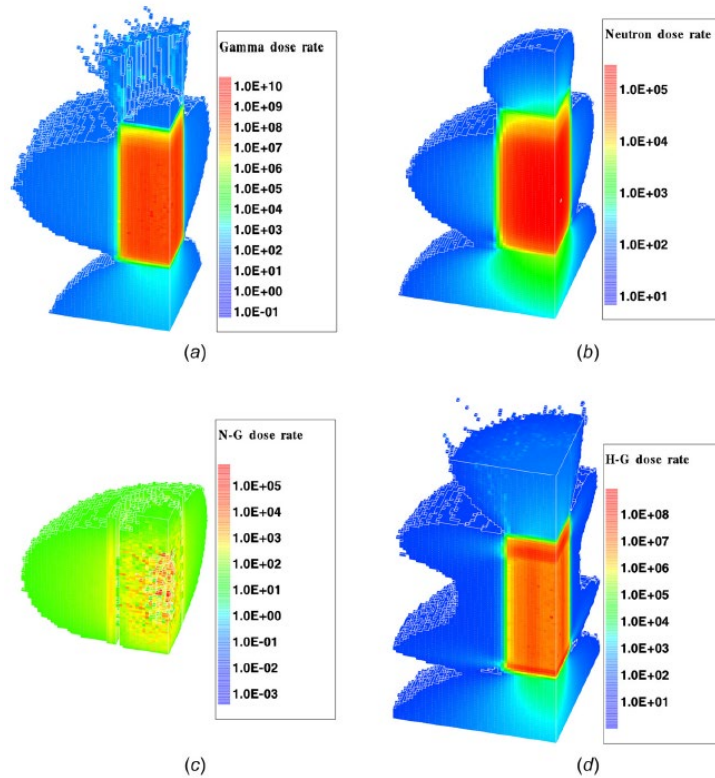 Gamma dose rate
1.0E+10
1.0E+09
1.0E+08
1.0E+07
1.0E+06
1.0E+05
1.0E+04
1.0E+03
1.0E+02
1.0E+01
1.0E+00
1.0E-01
(a)
Neutron dose rate
1.0E+05
1.0E+04
1.0E+03
1.0E+02
1.0E+01
(b)
N-G dose rate
1.0E+05
1.0E+04
1.0E+03
1.0E+02
1.0E+01
1.0E+00
1.0E-01
1.0E-02
1.0E-03
(c)
H-G dose rate
1.0E+08
1.0E+07
1.0E+06
1.0E+05
1.0E+04
1.0E+03
1.0E+02
1.0E+01
(d)